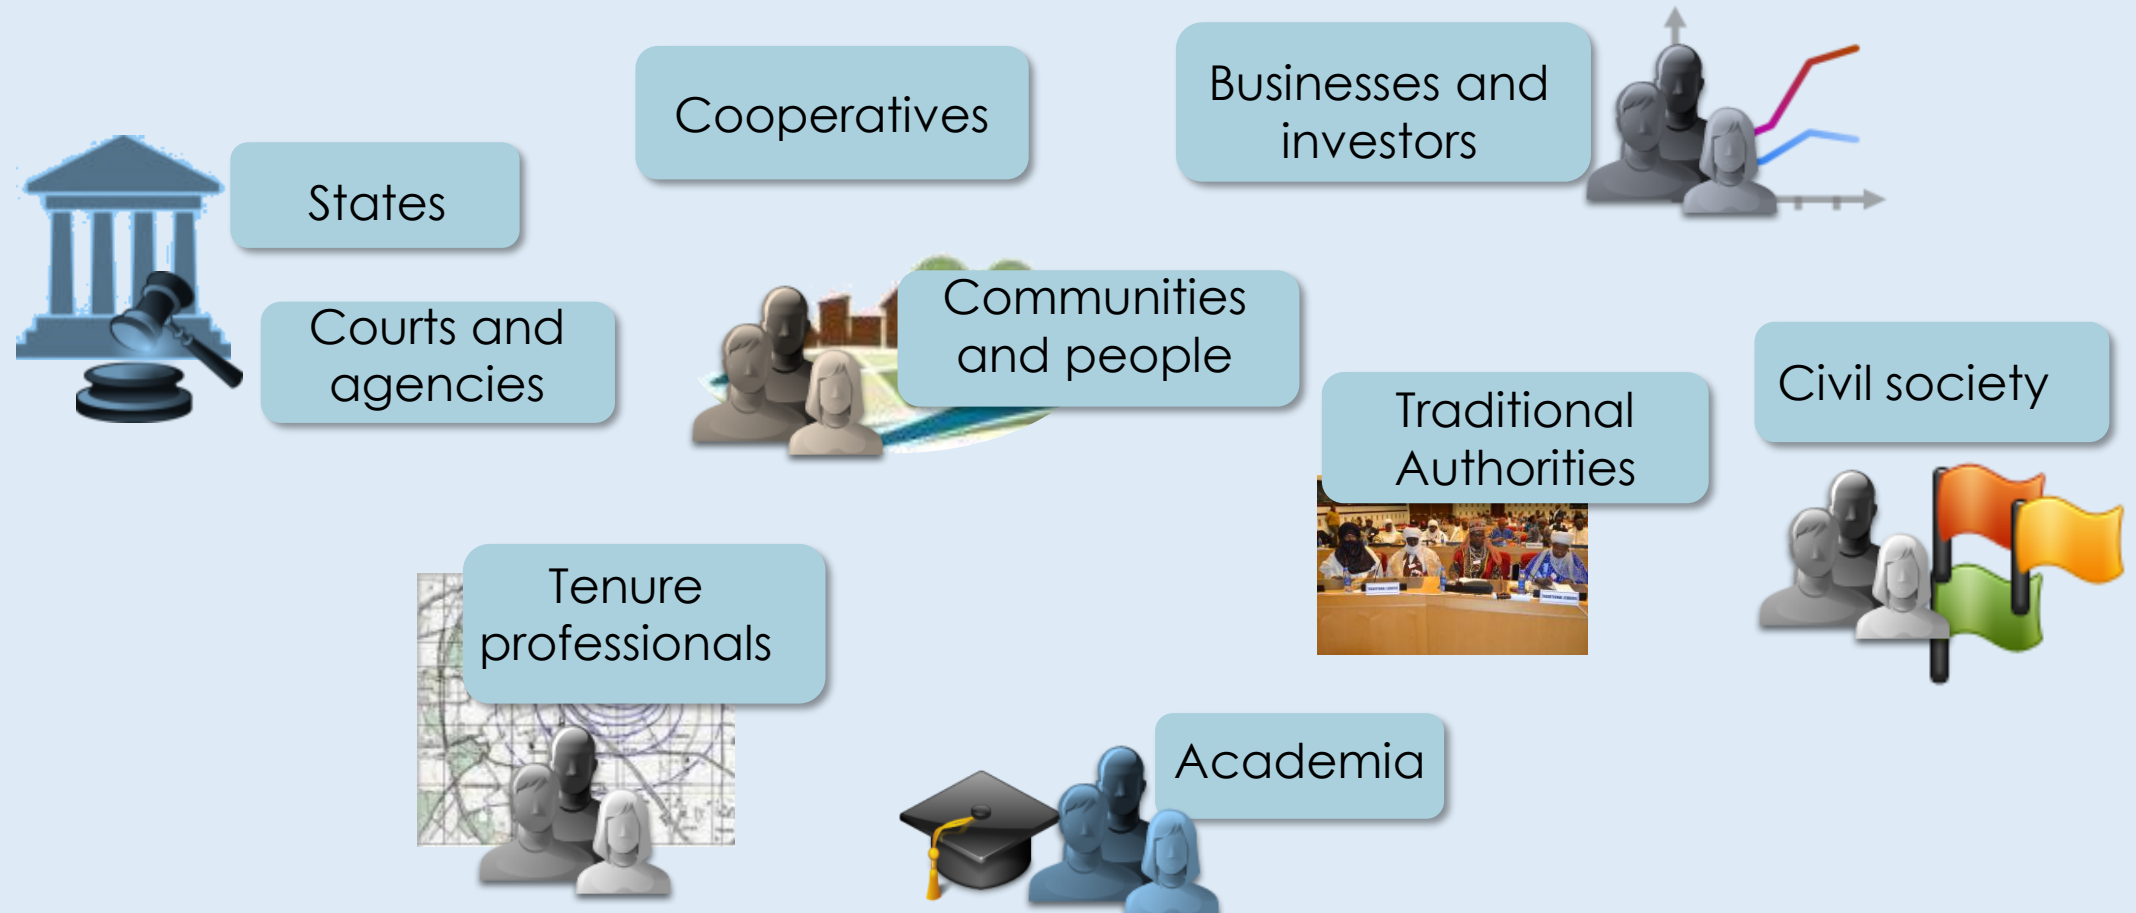 Cooperatives
Businesses and
investors
States
Courts and
agencies
Communities
and people
Civil society
Traditional
Authorities
Tenure
professionals
Academia